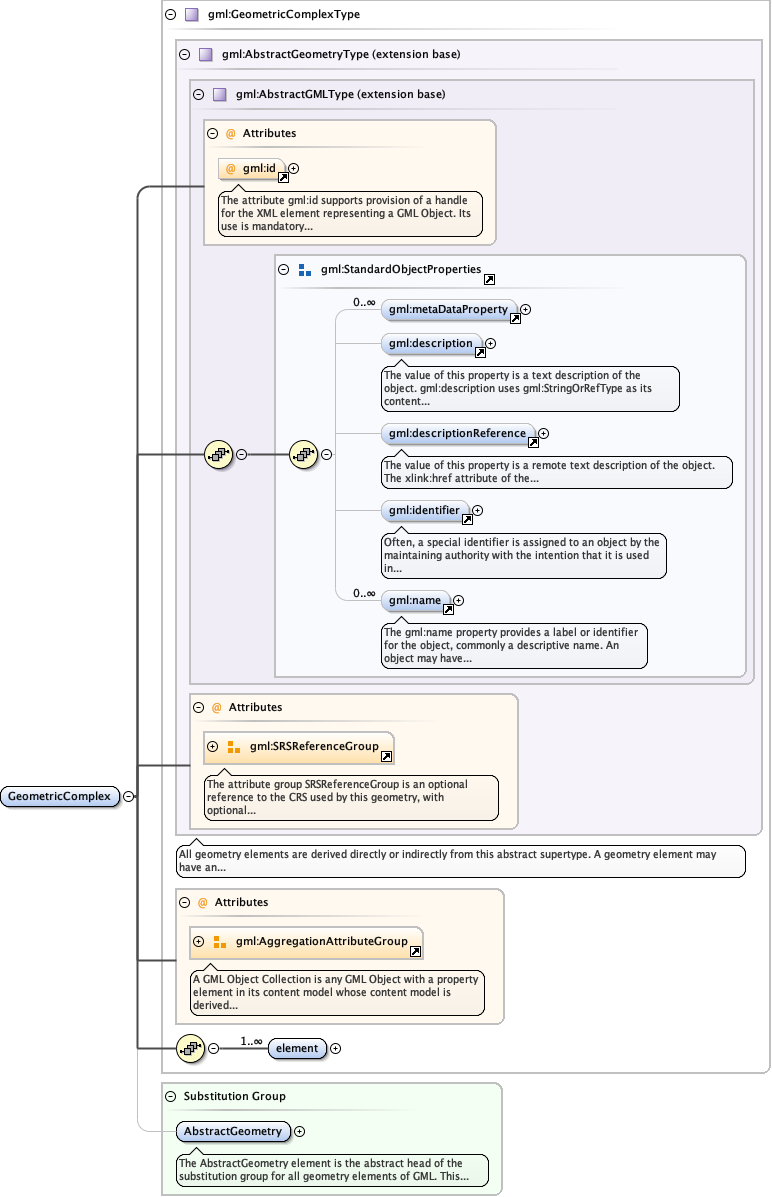 gml:GeometricComplexType
gml:AbstractGeometryType (extension base)
gml:AbstractGMLType (extension base)
@ Attributes
@ gml:id
The attribute gml:id supports provision of a handle
for the XML element representing a GML Object. Its
use is mandatory...
gml:StandardObjectProperties
0..∞
gml:metaDataProperty
gml:description
The value of this property is a text description of the
object. gml:description uses gml:StringOrRefType as its
content...
gml:descriptionReference
The value of this property is a remote text description of the object.
The xlink:href attribute of the...
gml:identifier
Often, a special identifier is assigned to an object by the
maintaining authority with the intention that it is used
in...
0..∞
gml:name
The gml:name property provides a label or identifier
for the object, commonly a descriptive name. An
object may have...
@ Attributes
gml:SRSReferenceGroup
The attribute group SRSReferenceGroup is an optional
reference to the CRS used by this geometry, with
optional...
GeometricComplex
All geometry elements are derived directly or indirectly from this abstract supertype. A geometry element may
have an...
@ Attributes
gml:AggregationAttributeGroup
A GML Object Collection is any GML Object with a property
element in its content model whose content model is
derived...
1..∞
element
Substitution Group
AbstractGeometry
The AbstractGeometry element is the abstract head of the
substitution group for all geometry elements of GML. This...